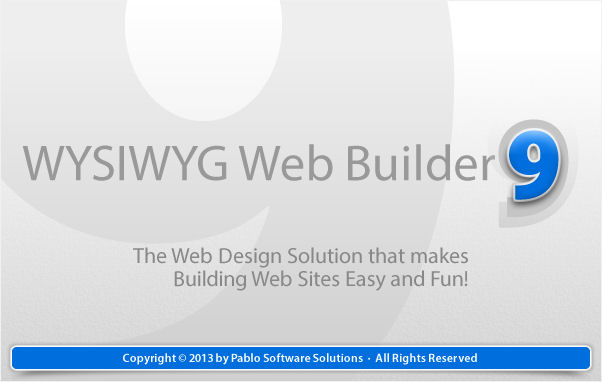 WYSIWYG Web Builder 9
The Web Design Solution that makes
Building Web Sites Easy and Fun!
Copyright © 2013 by Pablo Software Solutions · All Rights Reserved